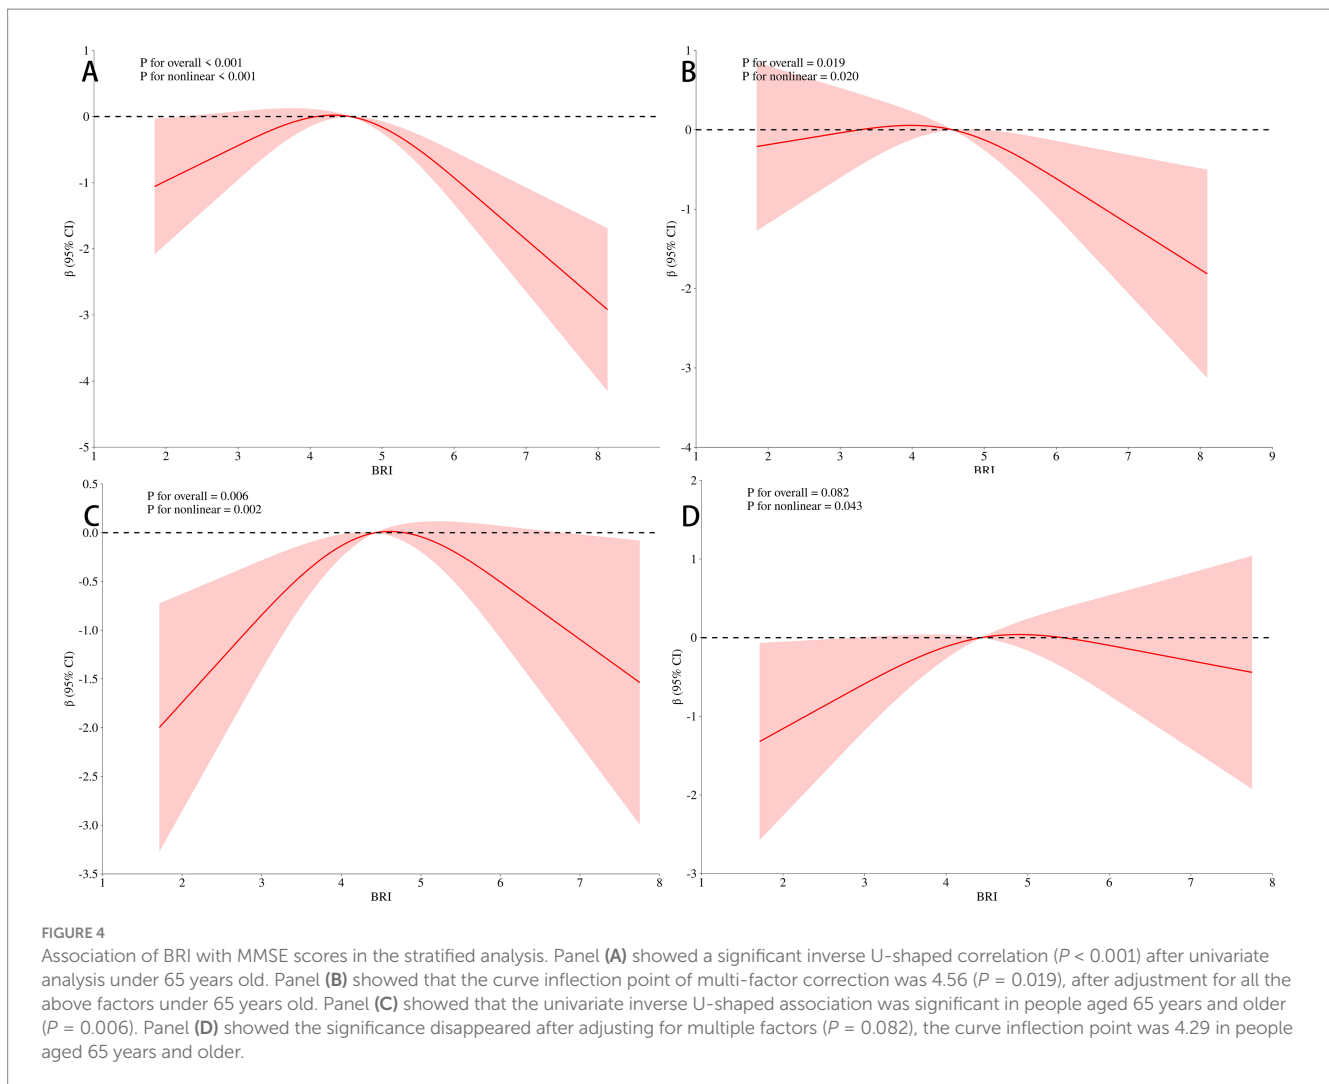 A
P for overall < 0.001
P for nonlinear < 0.001
1
0
-1
-2
-3
-4
-5
β (95% CI)
1 2 3 4 5 6 7 8
BRI
B
P for overall = 0.019
P for nonlinear = 0.020
1
0
-1
-2
-3
-4
β (95% CI)
1 2 3 4 5 6 7 8 9
BRI
C
P for overall = 0.006
P for nonlinear = 0.002
0.5
0.0
-0.5
-1.0
-1.5
-2.0
-2.5
-3.0
-3.5
β (95% CI)
1 2 3 4 5 6 7 8
BRI
D
P for overall = 0.082
P for nonlinear = 0.043
2
1
0
-1
-2
-3
β (95% CI)
1 2 3 4 5 6 7 8
BRI
FIGURE 4
Association of BRI with MMSE scores in the stratified analysis. Panel (A) showed a significant inverse U-shaped correlation (P < 0.001) after univariate
analysis under 65 years old. Panel (B) showed that the curve inflection point of multi-factor correction was 4.56 (P = 0.019), after adjustment for all the
above factors under 65 years old. Panel (C) showed that the univariate inverse U-shaped association was significant in people aged 65 years and older
(P = 0.006). Panel (D) showed the significance disappeared after adjusting for multiple factors (P = 0.082), the curve inflection point was 4.29 in people
aged 65 years and older.